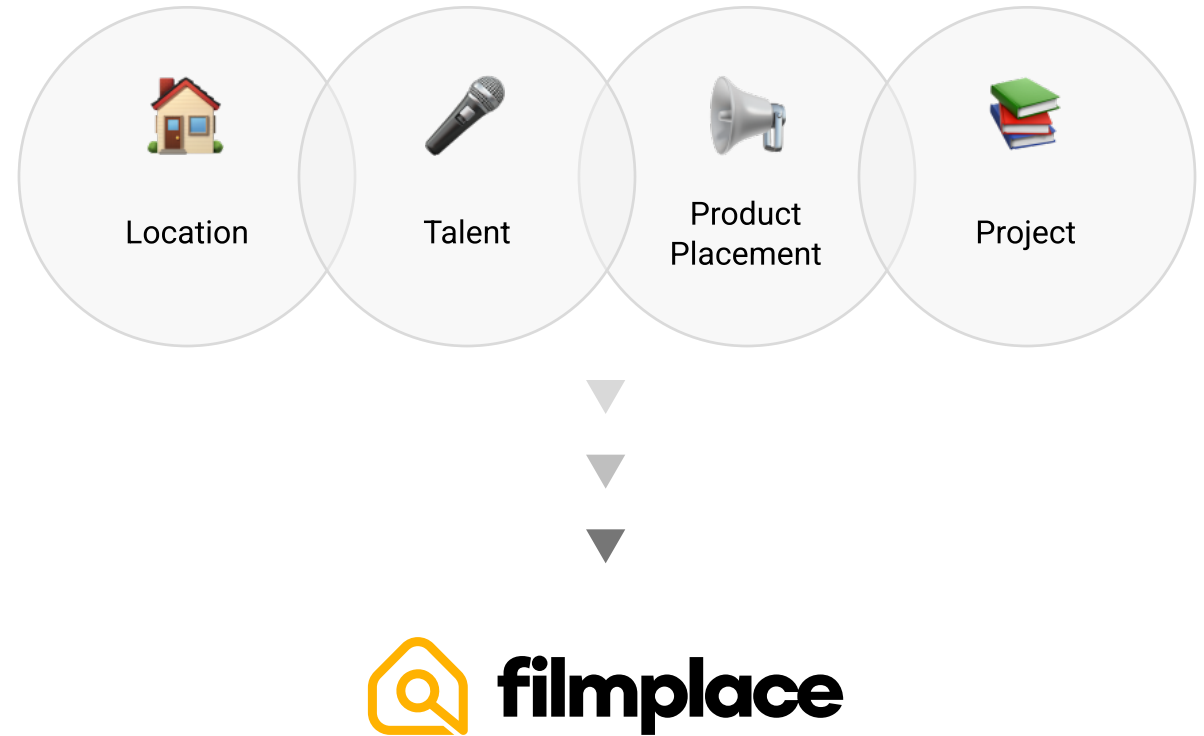 Location
Talent
Product
Placement
Project
filmplace